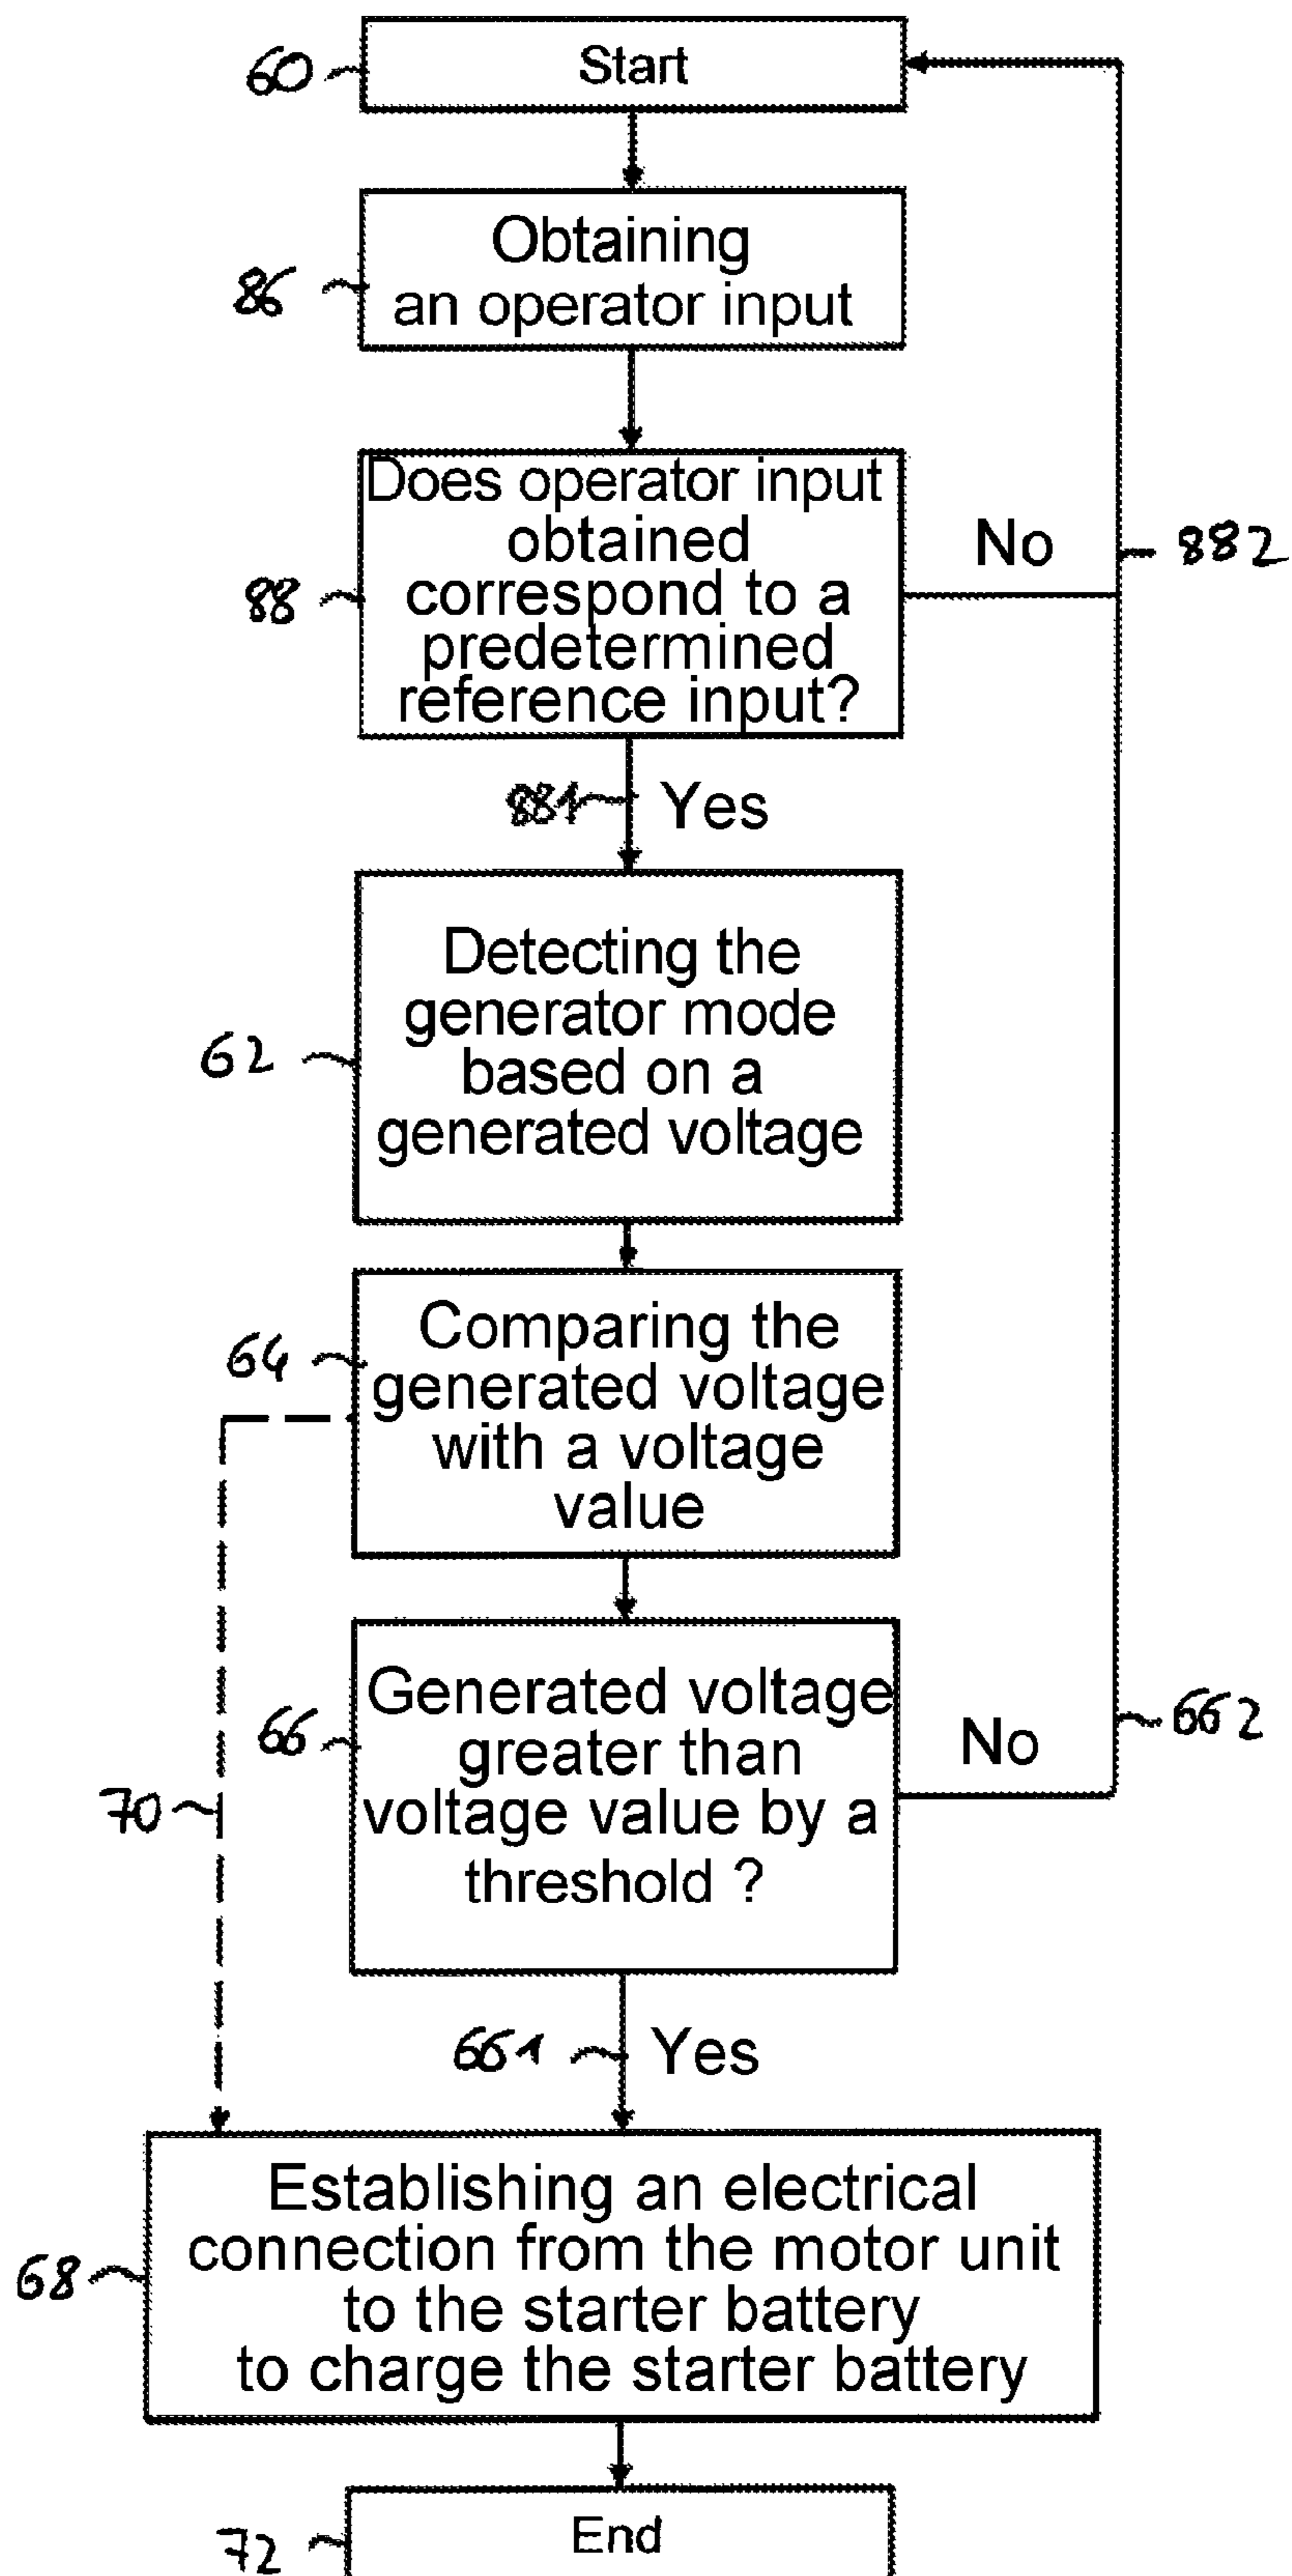 60
Start
86
Obtaining
an operator input
88
Does operator input
obtained
correspond to a
predetermined
reference input?
No
882
881
Yes
62
Detecting the
generator mode
based on a
generated voltage
64
Comparing the
generated voltage
with a voltage
value
66
Generated voltage
greater than
voltage value by a
threshold ?
No
662
70
661
Yes
68
Establishing an electrical
connection from the motor unit
to the starter battery
to charge the starter battery
72
End